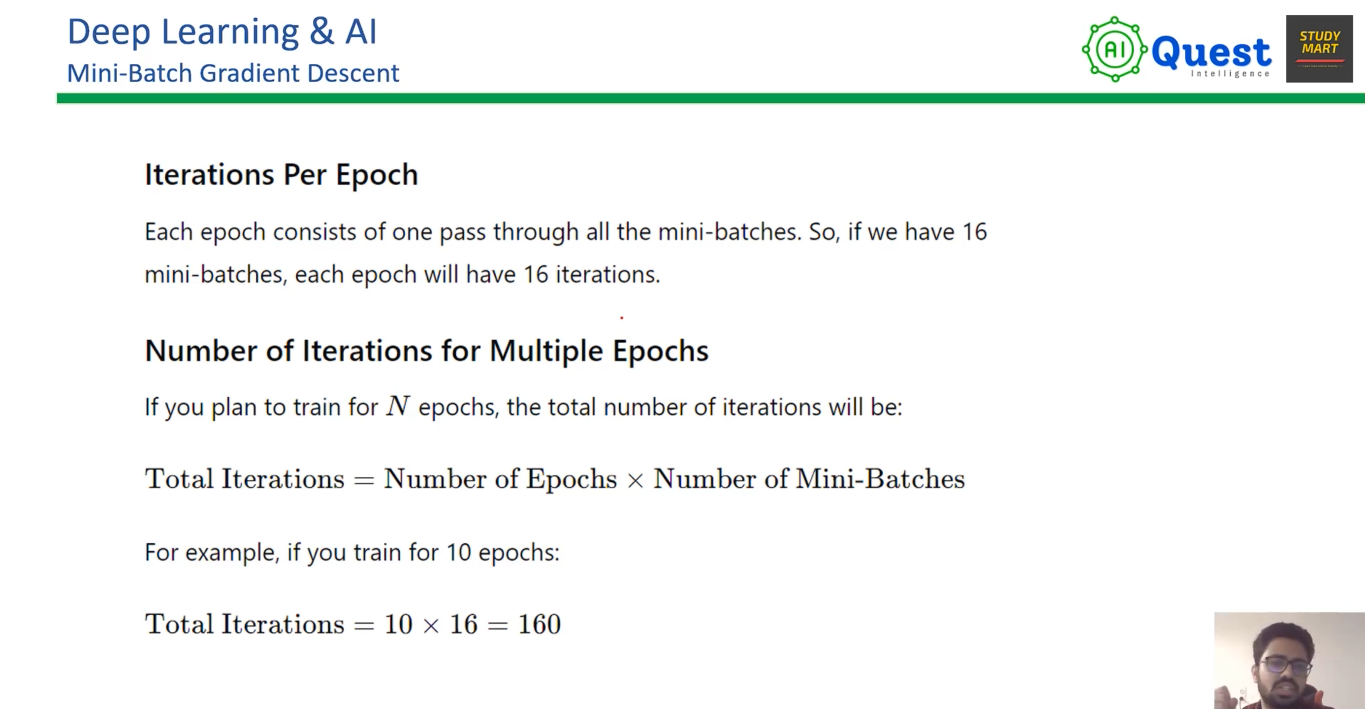 Deep Learning & AI
Mini-Batch Gradient Descent
AI Quest
Intelligence
STUDY
MART
Iterations Per Epoch
Each epoch consists of one pass through all the mini-batches. So, if we have 16
mini-batches, each epoch will have 16 iterations.
Number of Iterations for Multiple Epochs
If you plan to train for N epochs, the total number of iterations will be:
Total Iterations = Number of Epochs × Number of Mini-Batches
For example, if you train for 10 epochs:
Total Iterations = 10 × 16 = 160